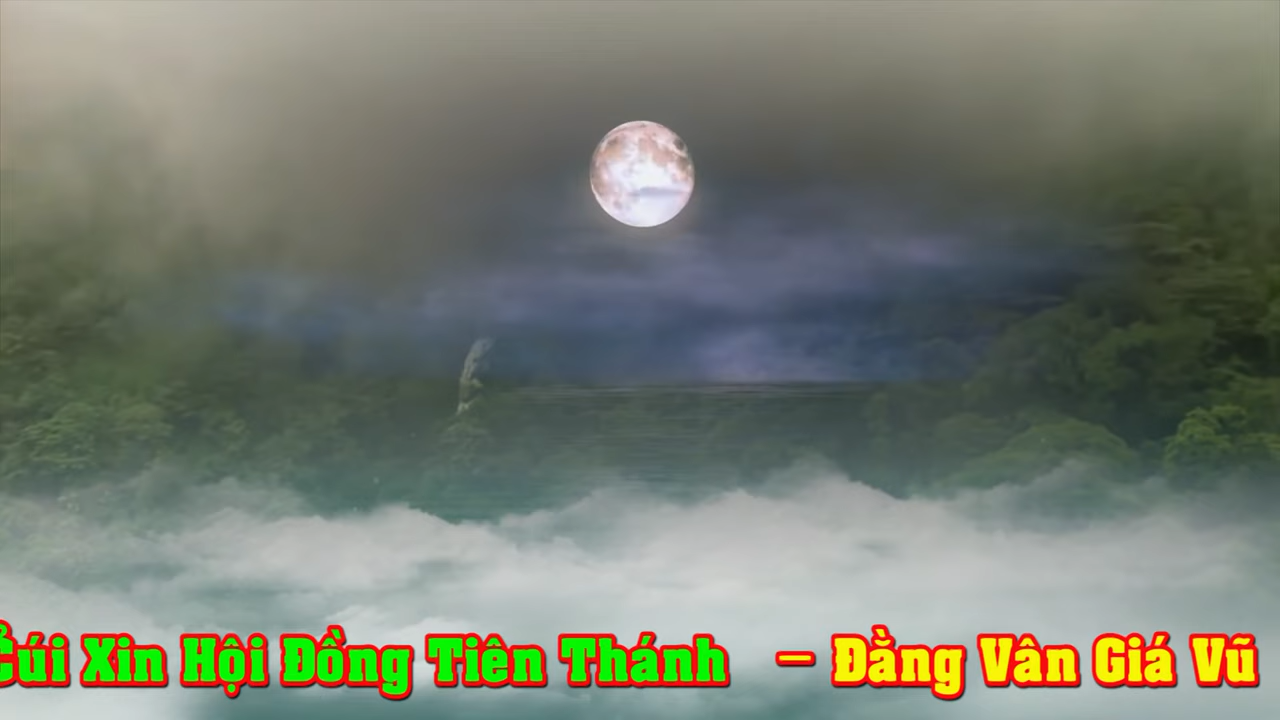 Cúi Xin Hội Đồng Tiên Thánh – Đằng Vân Giá Vũ